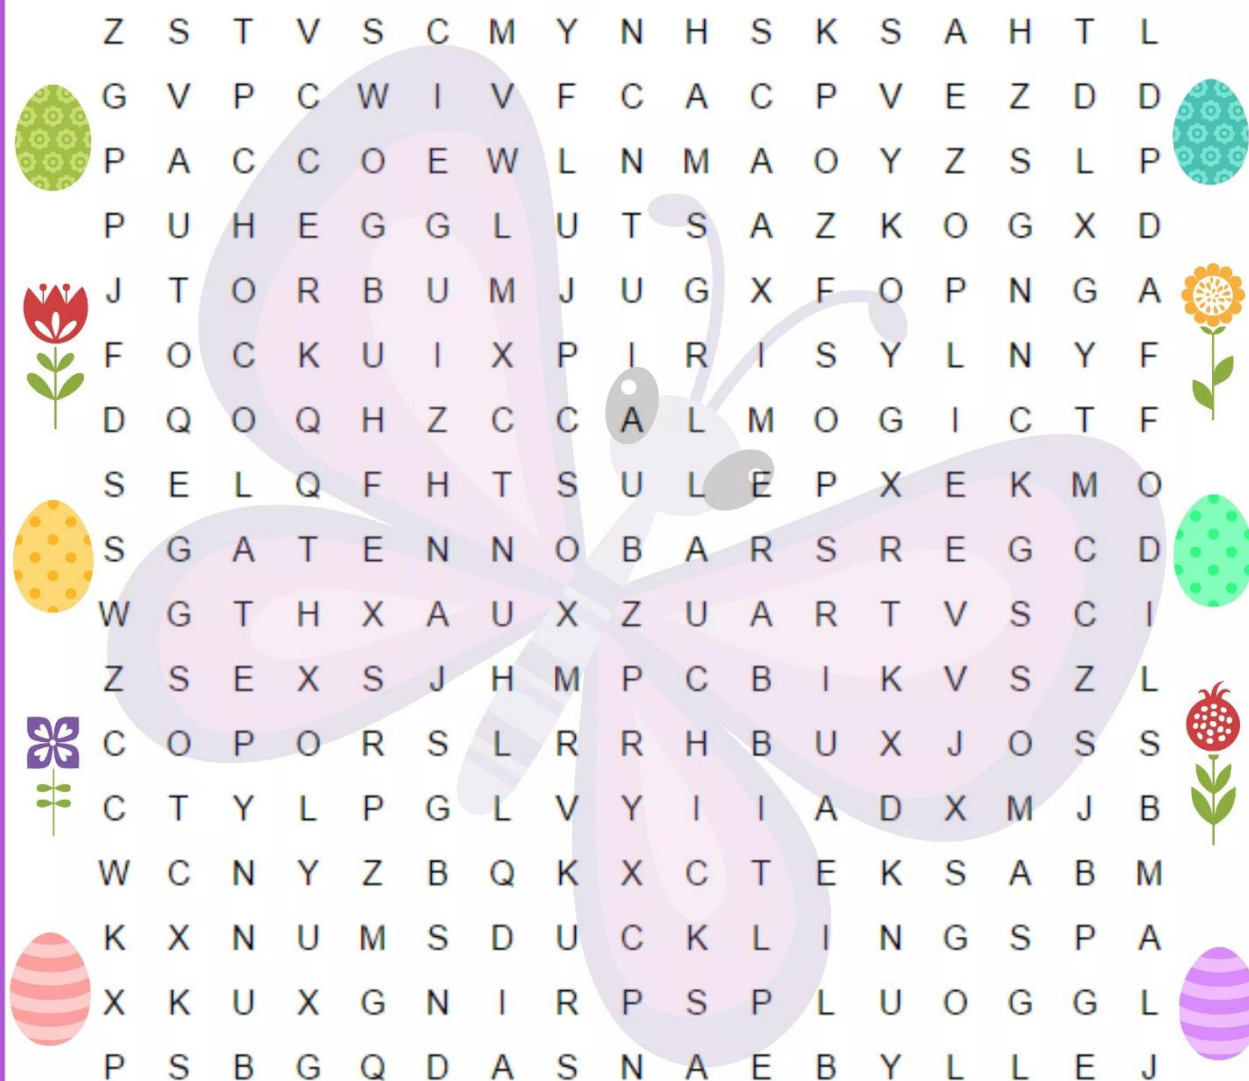 Z S T V S C M Y N H S K S A H T L
G V P C W I V F C A C P V E Z D D
P A C C O E W L N M A O Y Z S L P
P U H E G G L U T S A Z K O G X D
J T O R B U M J U G X F O P N G A
F O C K U I X P I R I S Y L N Y F
D Q O Q H Z C C A L M O G I C T F
S E L Q F H T S U L E P X E K M O
S G A T E N N O B A R S R E G C D
W G T H X A U X Z U A R T V S C I
Z S E X S J H M P C B I K V S Z L
C O P O R S L R R H B U X J O S S
C T Y L P G L V Y I I A D X M J B
W C N Y Z B Q K X C T E K S A B M
K X N U M S D U C K L I N G S P A
X K U X G N I R P S P L U O G G L
P S B G Q D A S N A E B Y L L E J